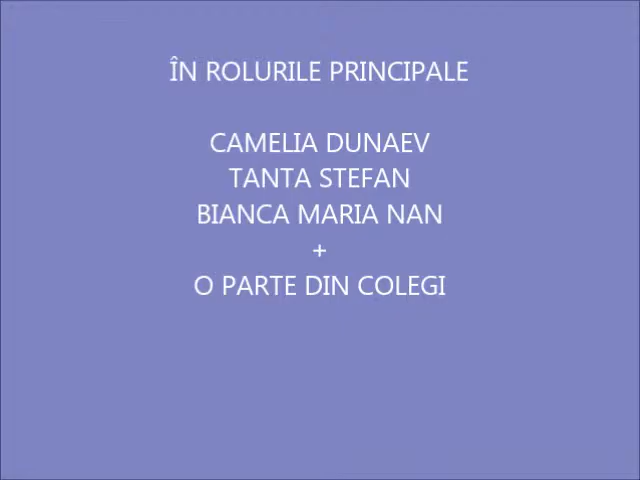 ÎN ROLURILE PRINCIPALE
CAMELIA DUNAEV
TANTA STEFAN
BIANCA MARIA NAN
+
O PARTE DIN COLEGI